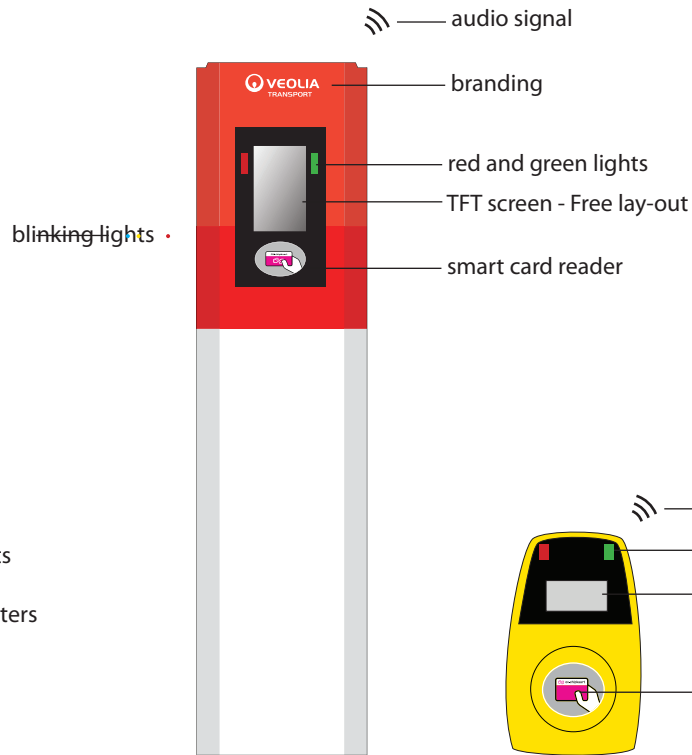 audio signal
VEOLIA
TRANSPORT
branding
red and green lights
TFT screen - Free lay-out
blinking lights
smart card reader
ts
ters